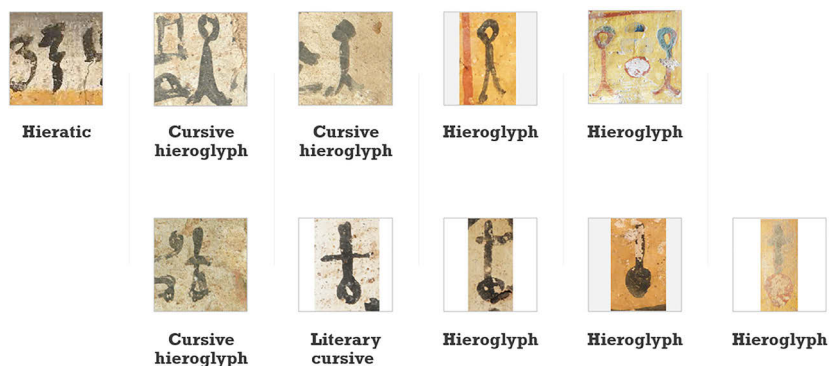 Hieratic
Cursive
hieroglyph
Cursive
hieroglyph
Hieroglyph
Hieroglyph
Cursive
hieroglyph
Literary
cursive
Hieroglyph
Hieroglyph
Hieroglyph